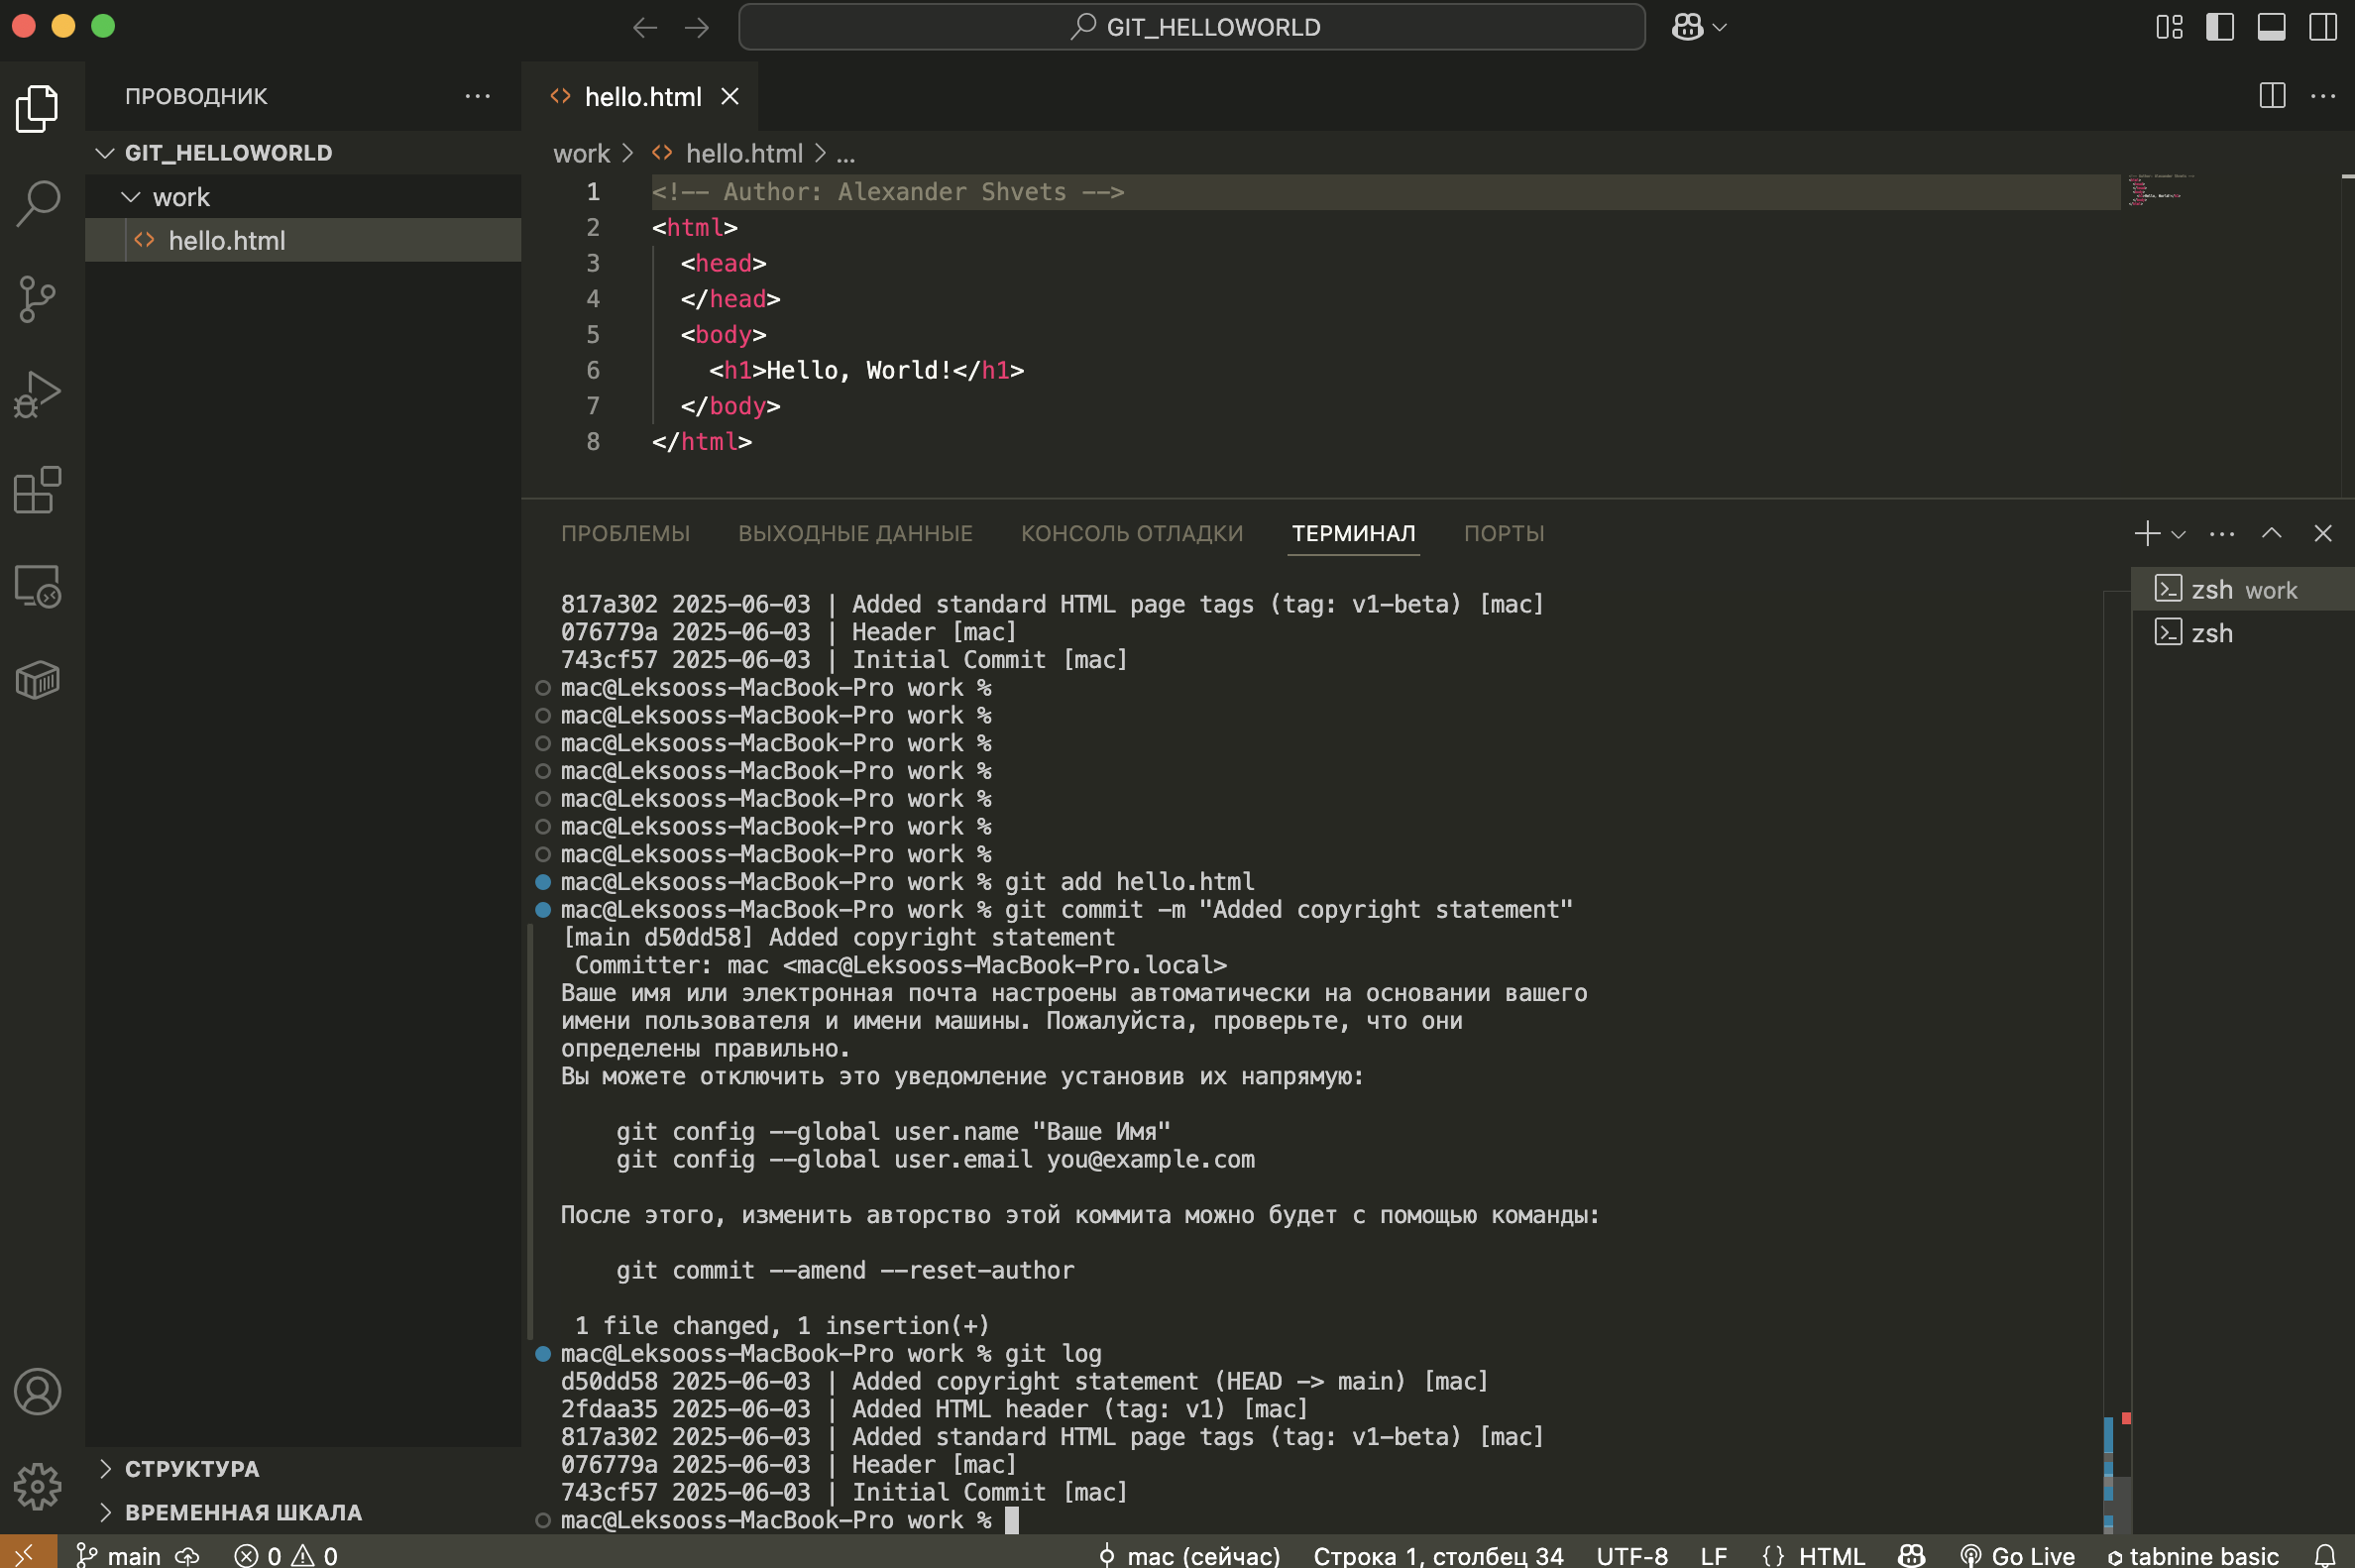 GIT_HELLOWORLD
ПРОВОДНИК
GIT_HELLOWORLD
work
hello.html
СТРУКТУРА
ВРЕМЕННАЯ ШКАЛА
hello.html
work > hello.html > ...
1 <!-- Author: Alexander Shvets -->
2 <html>
3 <head>
4 </head>
5 <body>
6 <h1>Hello, World!</h1>
7 </body>
8 </html>
ПРОБЛЕМЫ ВЫХОДНЫЕ ДАННЫЕ КОНСОЛЬ ОТЛАДКИ ТЕРМИНАЛ ПОРТЫ
817a302 2025-06-03 | Added standard HTML page tags (tag: v1-beta) [mac]
076779a 2025-06-03 | Header [mac]
743cf57 2025-06-03 | Initial Commit [mac]
mac@Leksooss-MacBook-Pro work %
mac@Leksooss-MacBook-Pro work %
mac@Leksooss-MacBook-Pro work %
mac@Leksooss-MacBook-Pro work %
mac@Leksooss-MacBook-Pro work %
mac@Leksooss-MacBook-Pro work %
mac@Leksooss-MacBook-Pro work %
mac@Leksooss-MacBook-Pro work % git add hello.html
mac@Leksooss-MacBook-Pro work % git commit -m "Added copyright statement"
[main d50dd58] Added copyright statement
Committer: mac <mac@Leksooss-MacBook-Pro.local>
Ваше имя или электронная почта настроены автоматически на основании вашего
имени пользователя и имени машины. Пожалуйста, проверьте, что они
определены правильно.
Вы можете отключить это уведомление установив их напрямую:
git config --global user.name "Ваше Имя"
git config --global user.email you@example.com
После этого, изменить авторство этой коммита можно будет с помощью команды:
git commit --amend --reset-author
1 file changed, 1 insertion(+)
mac@Leksooss-MacBook-Pro work % git log
d50dd58 2025-06-03 | Added copyright statement (HEAD -> main) [mac]
2fdaa35 2025-06-03 | Added HTML header (tag: v1) [mac]
817a302 2025-06-03 | Added standard HTML page tags (tag: v1-beta) [mac]
076779a 2025-06-03 | Header [mac]
743cf57 2025-06-03 | Initial Commit [mac]
mac@Leksooss-MacBook-Pro work %
zsh work
zsh
main 0 0 mac (сейчас) Строка 1, столбец 34 UTF-8 LF {} HTML Go Live tabnine basic